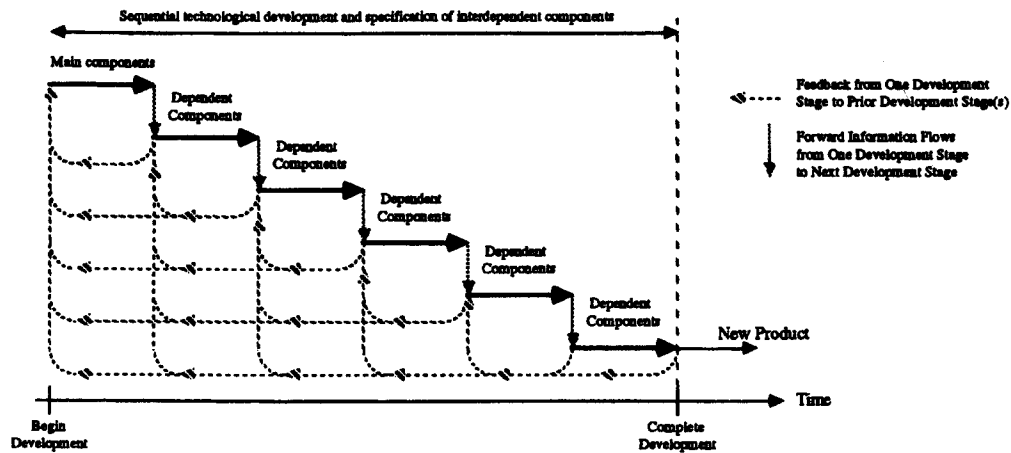 Sequential technological development and specification of interdependent components
Main components
Dependent
Components
Dependent
Components
Dependent
Components
Dependent
Components
Dependent
Components
Feedback from One Development
Stage to Prior Development Stage(s)
Forward Information Flows
from One Development Stage
to Next Development Stage
New Product
Time
Begin
Development
Complete
Development